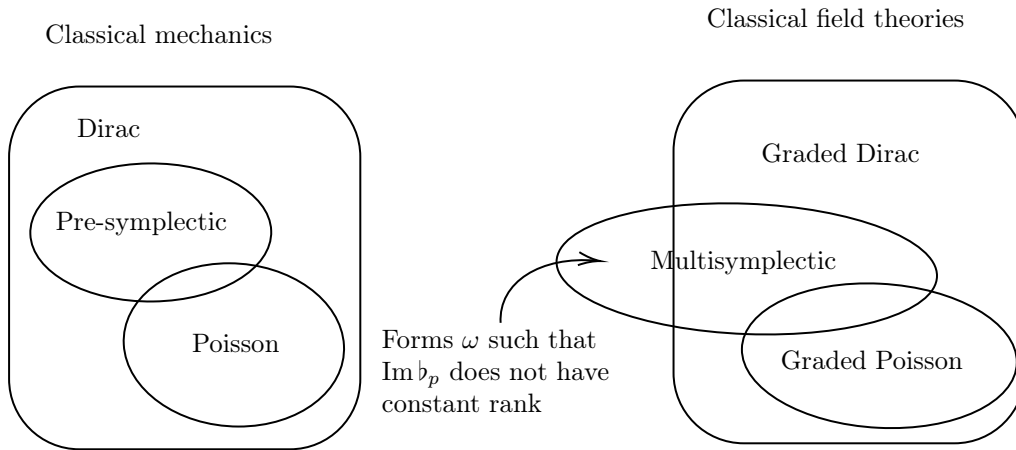 Classical mechanics
Classical field theories
Dirac
Pre-symplectic
Poisson
Graded Dirac
Multisymplectic
Graded Poisson
Forms ω such that
Im ♭ₚ does not have
constant rank